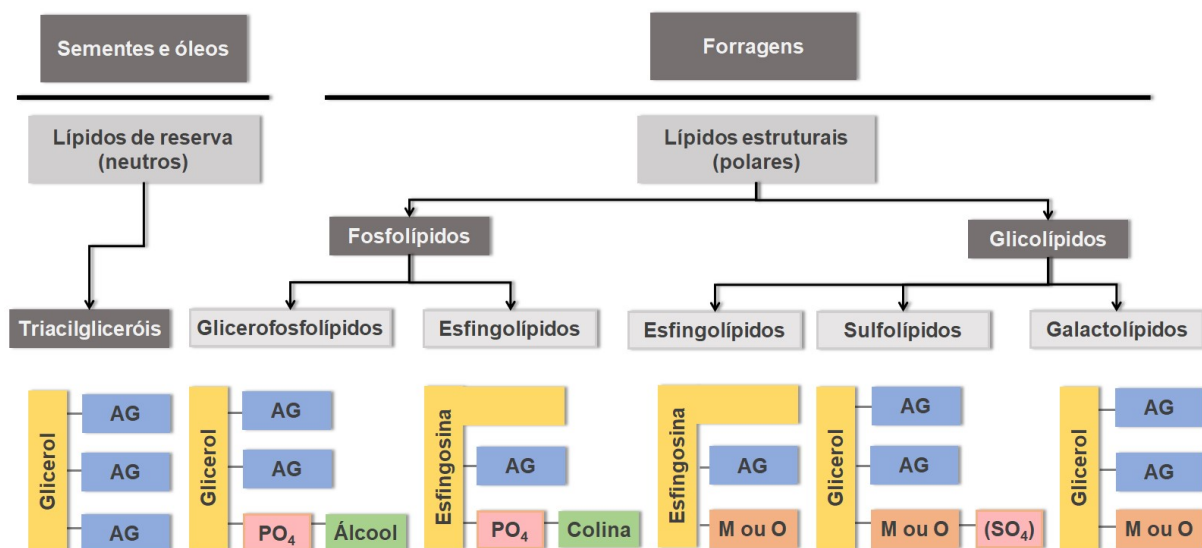 Sementes e óleos
Forragens
Lípidos de reserva
(neutros)
Lípidos estruturais
(polares)
Fosfolípidos
Glicolípidos
Triacilgliceróis
Glicerofosfolípidos
Esfingolípidos
Esfingolípidos
Sulfolípidos
Galactolípidos
Glicerol
AG
AG
AG
Glicerol
AG
AG
PO₄
Álcool
Esfingosina
AG
PO₄
Colina
Esfingosina
AG
M ou O
Glicerol
AG
AG
M ou O
(SO₄)
Glicerol
AG
AG
M ou O